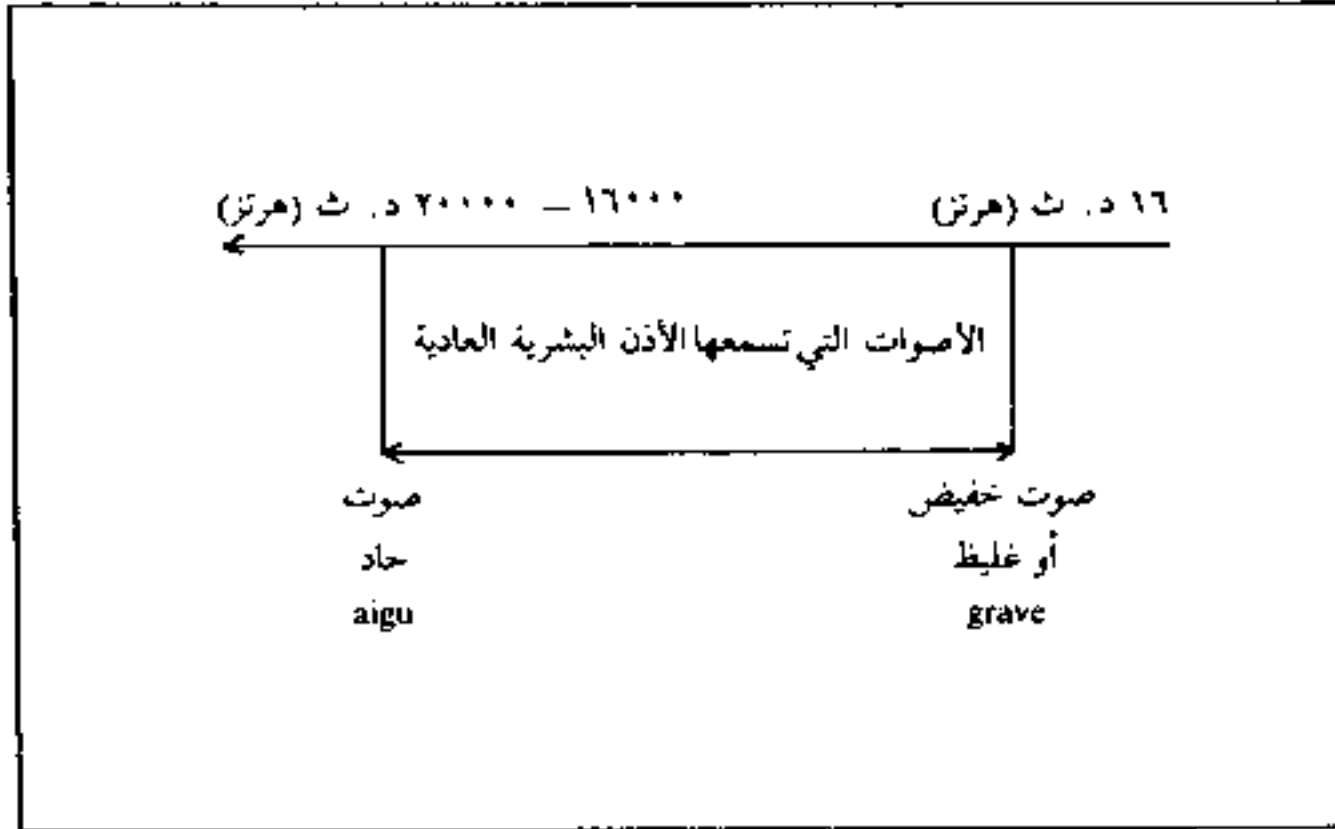 ١٦ د. ث (هرتز)
١٦٠٠٠ – ٢٠٠٠٠ د. ث (هرتز)
الأصوات التي تسمعها الأذن البشرية العادية
صوت خفيض
أو غليظ
grave
صوت
حاد
aigu